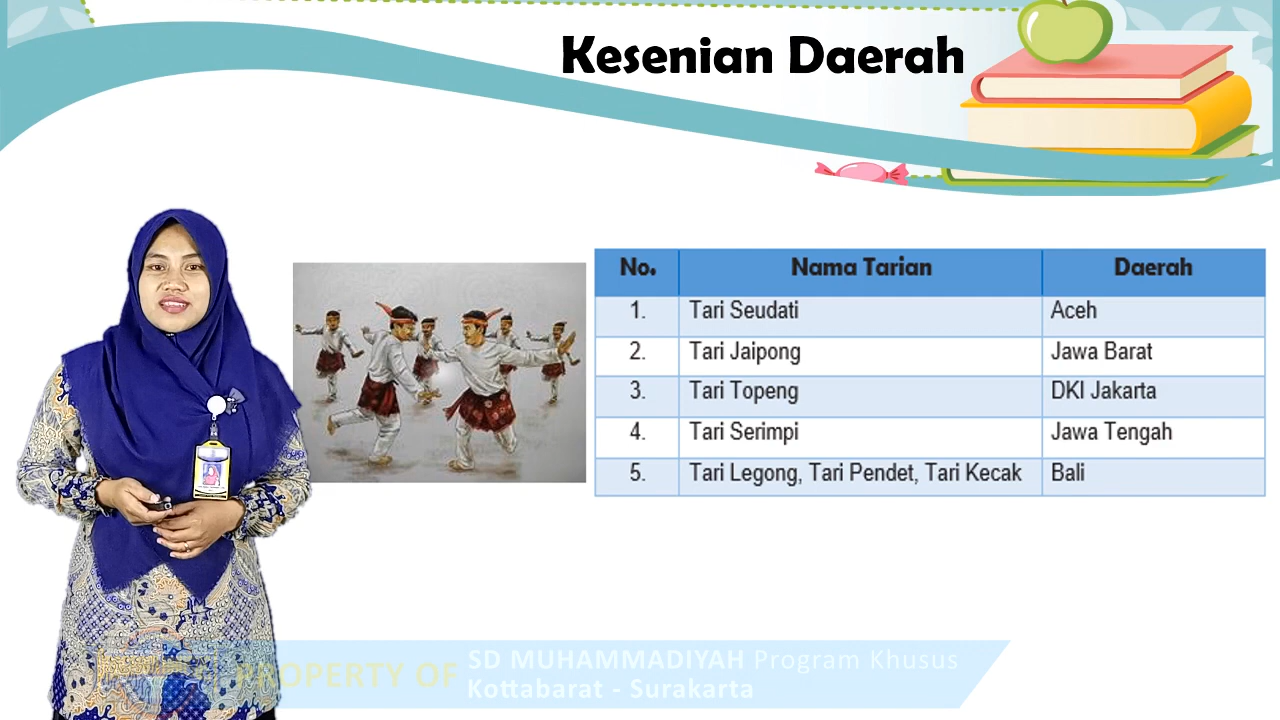 Kesenian Daerah
No. Nama Tarian Daerah
1. Tari Seudati Aceh
2. Tari Jaipong Jawa Barat
3. Tari Topeng DKI Jakarta
4. Tari Serimpi Jawa Tengah
5. Tari Legong, Tari Pendet, Tari Kecak Bali
PROPERTY OF
SD MUHAMMADIYAH Program Khusus
Kottabarat - Surakarta